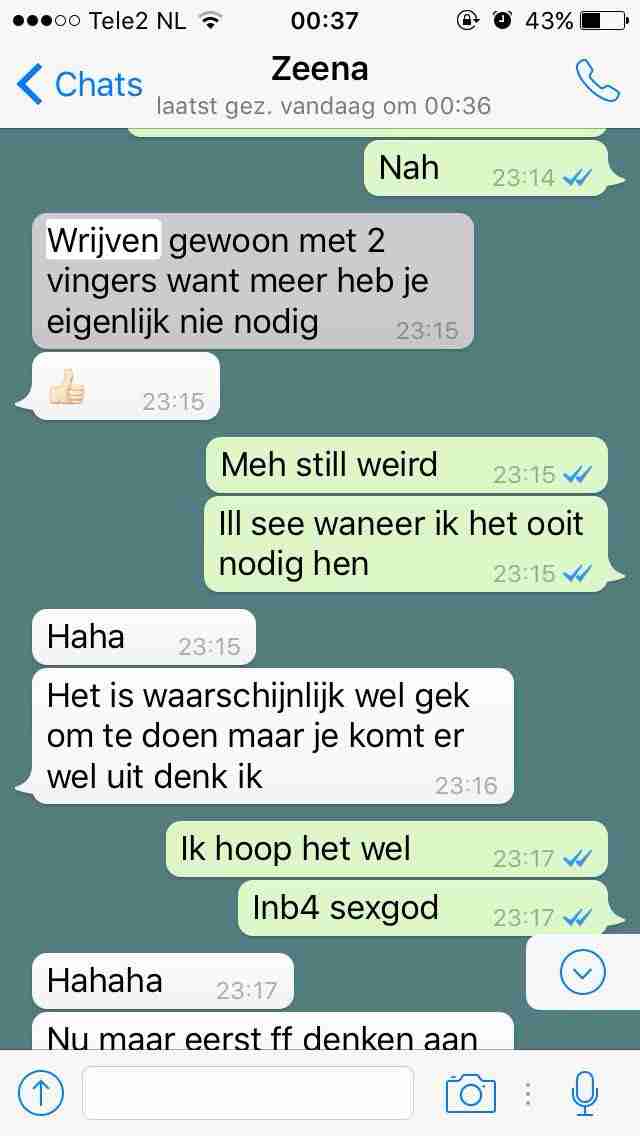 Tele2 NL 00:37 43%
Chats Zeena
laatst gez. vandaag om 00:36
Nah 23:14
Wrijven gewoon met 2
vingers want meer heb je
eigenlijk nie nodig 23:15
👍🏻 23:15
Meh still weird 23:15
Ill see waneer ik het ooit
nodig hen 23:15
Haha 23:15
Het is waarschijnlijk wel gek
om te doen maar je komt er
wel uit denk ik 23:16
Ik hoop het wel 23:17
Inb4 sexgod 23:17
Hahaha 23:17
Nu maar eerst ff denken aan